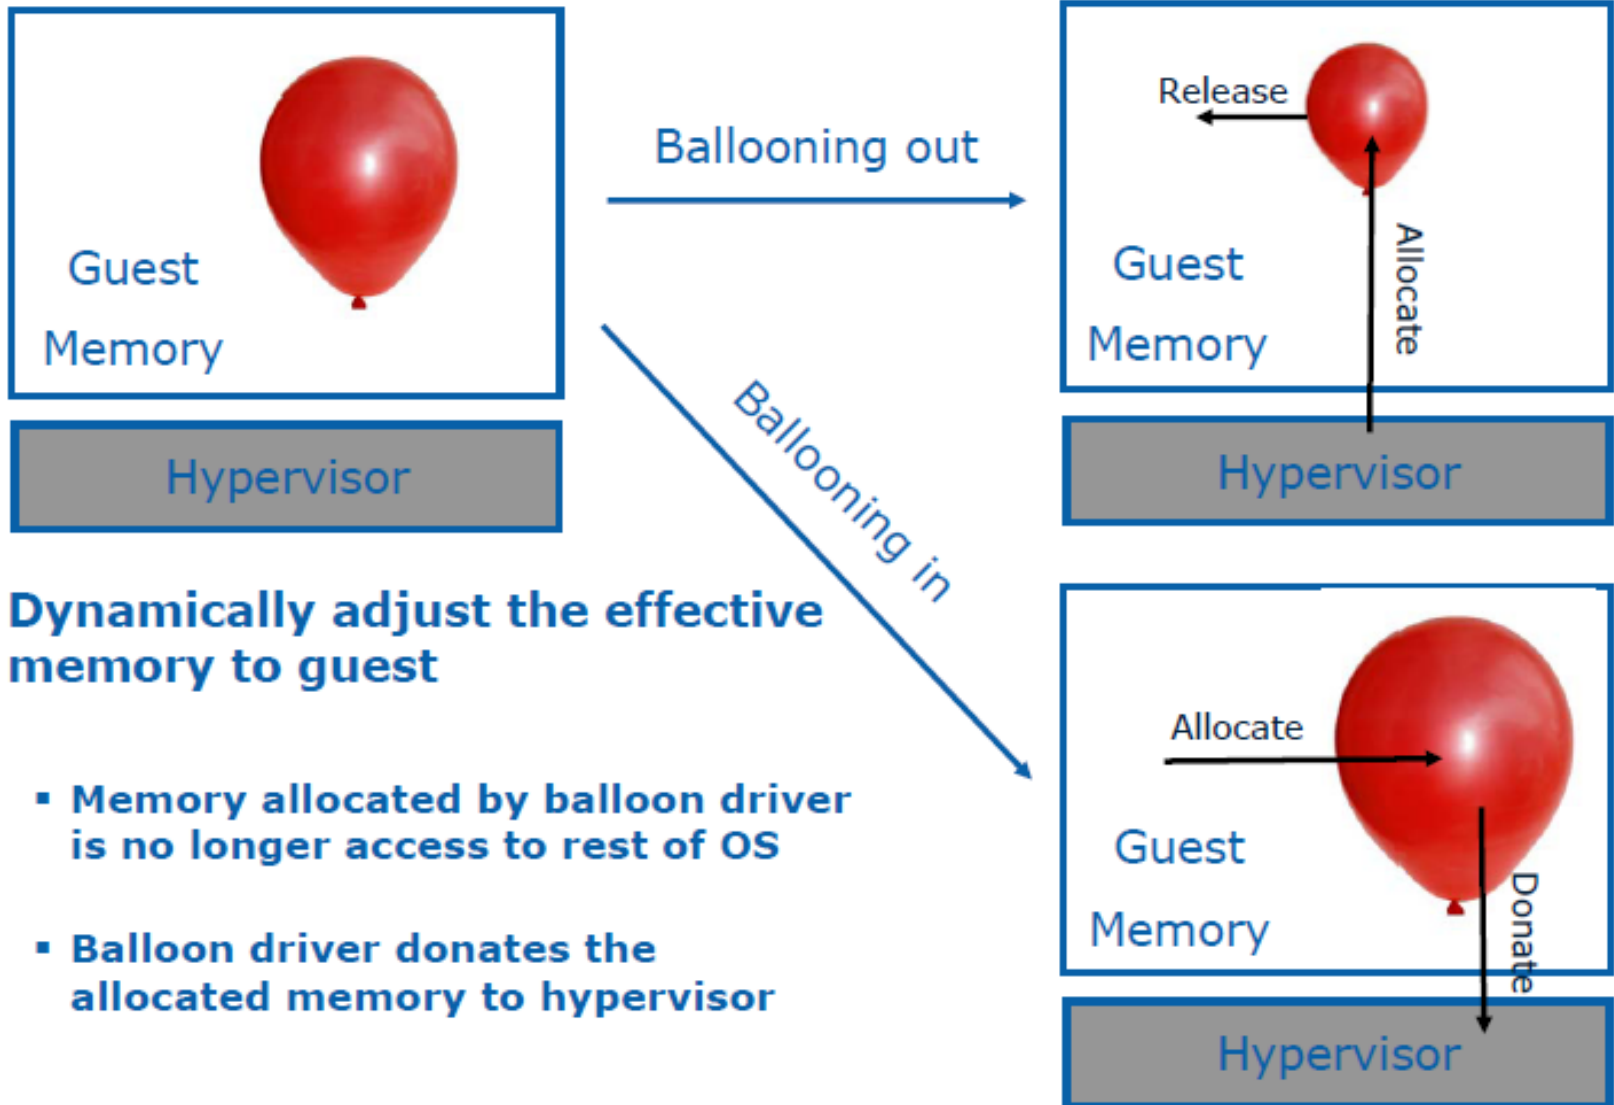 Guest
Memory
Hypervisor
Ballooning out
Ballooning in
Release
Allocate
Guest
Memory
Hypervisor
Dynamically adjust the effective
memory to guest
▪ Memory allocated by balloon driver
is no longer access to rest of OS
▪ Balloon driver donates the
allocated memory to hypervisor
Allocate
Guest
Memory
Donate
Hypervisor